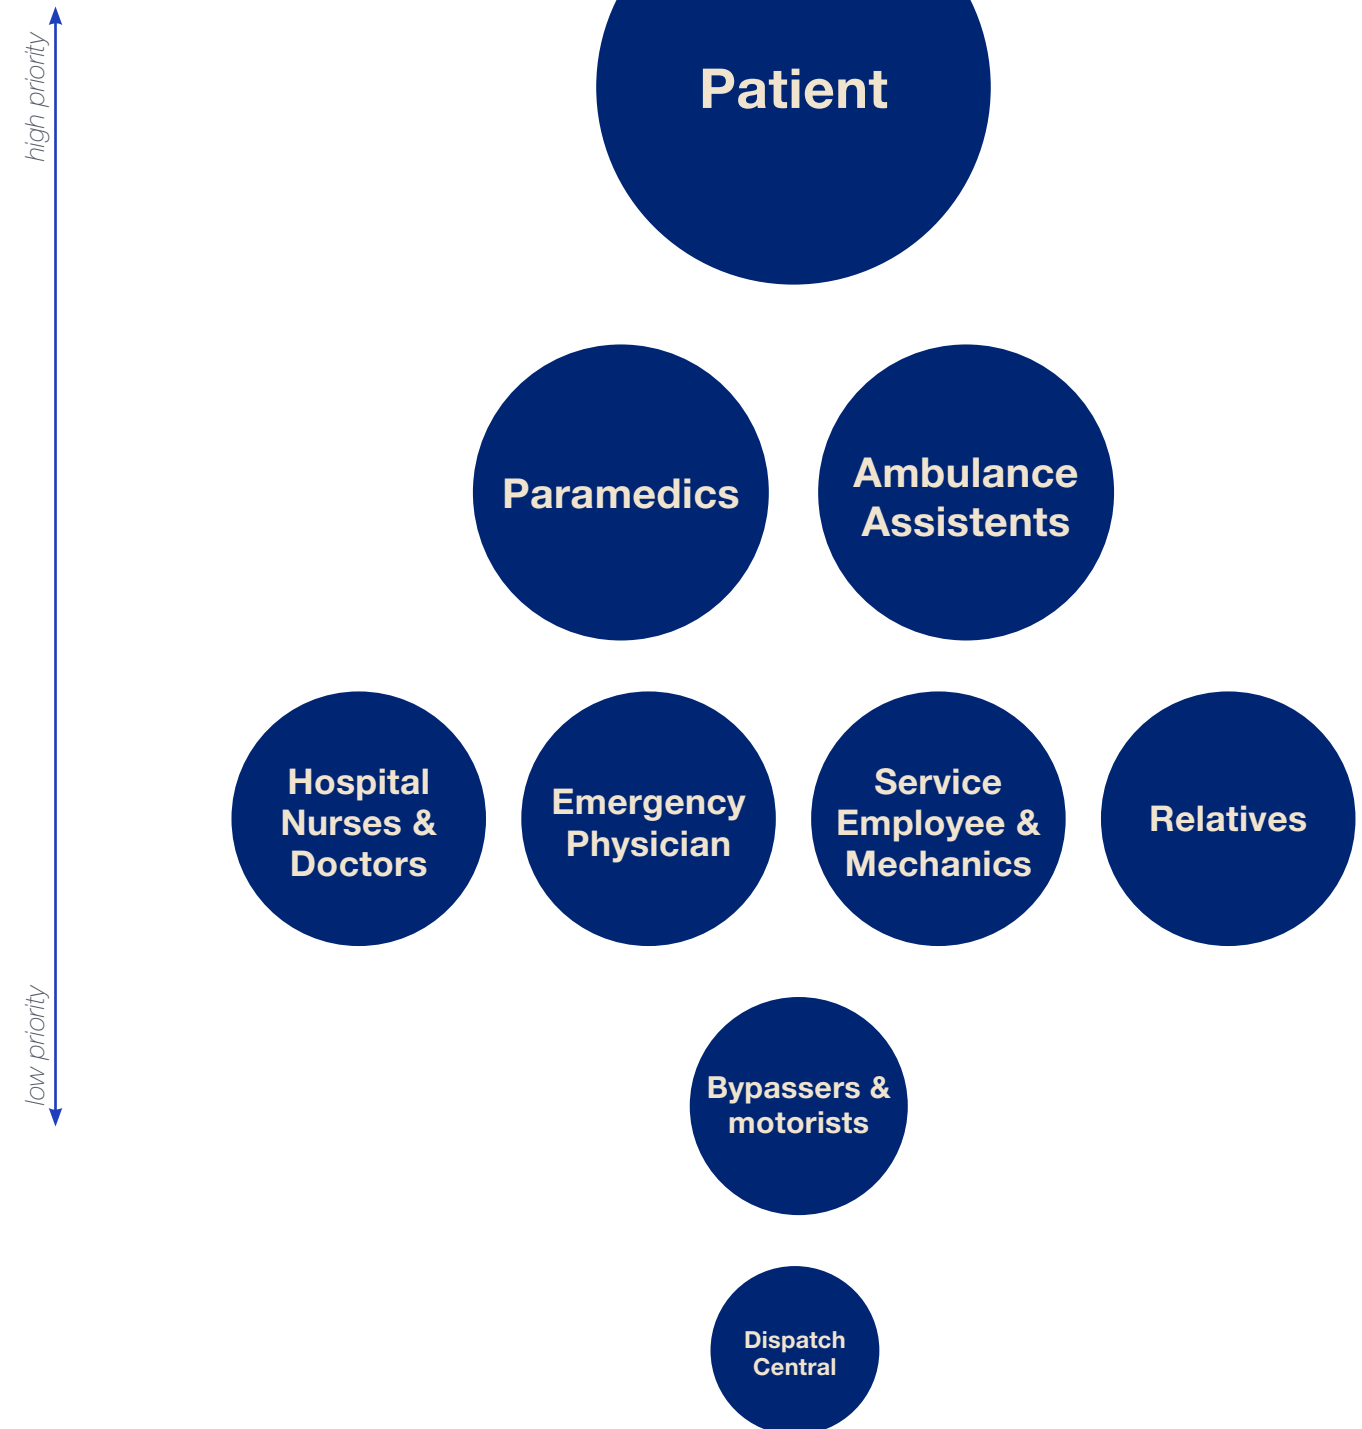 high priority
Patient
Paramedics
Ambulance
Assistents
Hospital
Nurses &
Doctors
Emergency
Physician
Service
Employee &
Mechanics
Relatives
low priority
Bypassers &
motorists
Dispatch
Central